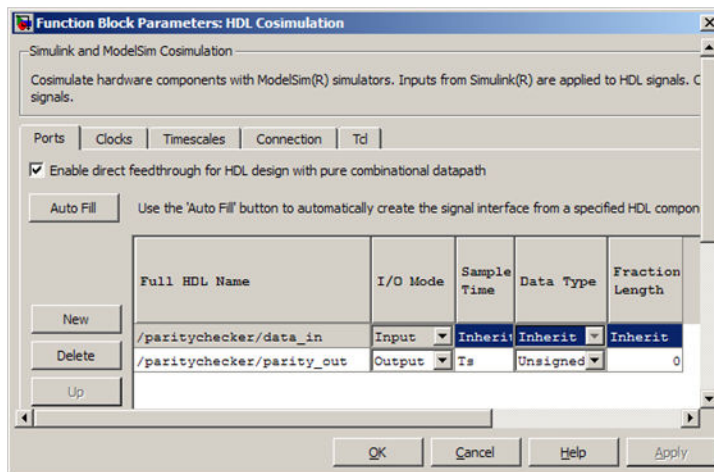 Function Block Parameters: HDL Cosimulation
Simulink and ModelSim Cosimulation
Cosimulate hardware components with ModelSim(R) simulators. Inputs from Simulink(R) are applied to HDL signals.
signals.
Ports Clocks Timescales Connection Tcl
Enable direct feedthrough for HDL design with pure combinational datapath
Auto Fill Use the 'Auto Fill' button to automatically create the signal interface from a specified HDL compon
Full HDL Name I/O Mode Sample Time Data Type Fraction Length
New
/paritychecker/data_in Input Inherit Inherit Inherit
Delete /paritychecker/parity_out Output Ts Unsigned 0
Up
OK Cancel Help Apply